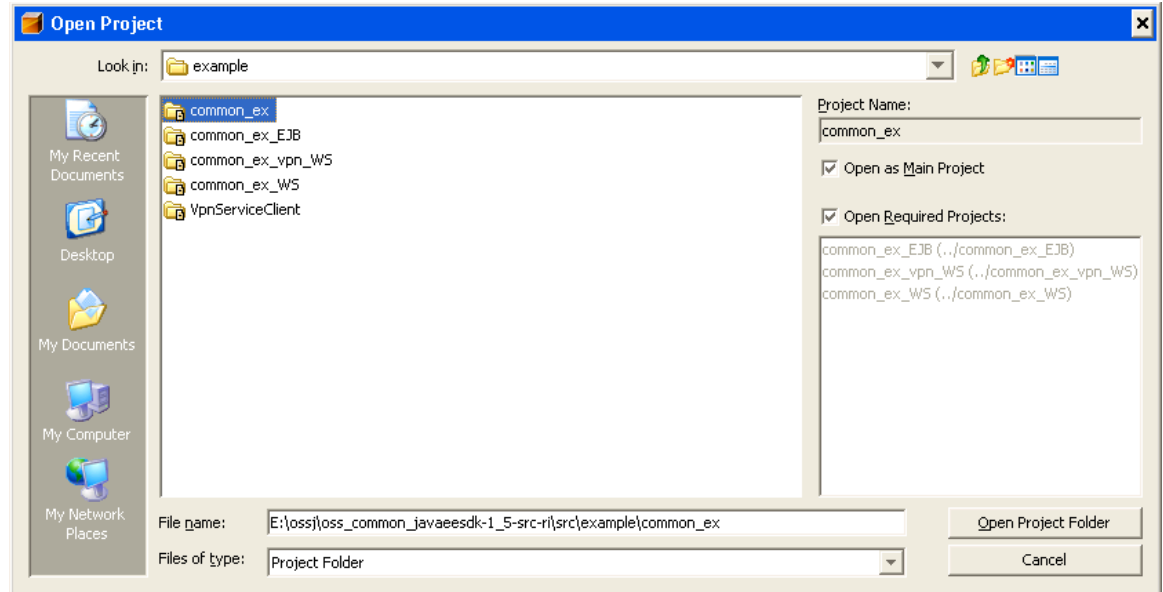 Open Project
Look in:
example
My Recent
Documents
Desktop
My Documents
My Computer
My Network
Places
common_ex
common_ex_EJB
common_ex_vpn_WS
common_ex_WS
VpnServiceClient
Project Name:
common_ex
Open as Main Project
Open Required Projects:
common_ex_EJB (../common_ex_EJB)
common_ex_vpn_WS (../common_ex_vpn_WS)
common_ex_WS (../common_ex_WS)
File name:
E:\ossj\oss_common_javaeesdk-1_5-src-ri\src\example\common_ex
Open Project Folder
Files of type:
Project Folder
Cancel